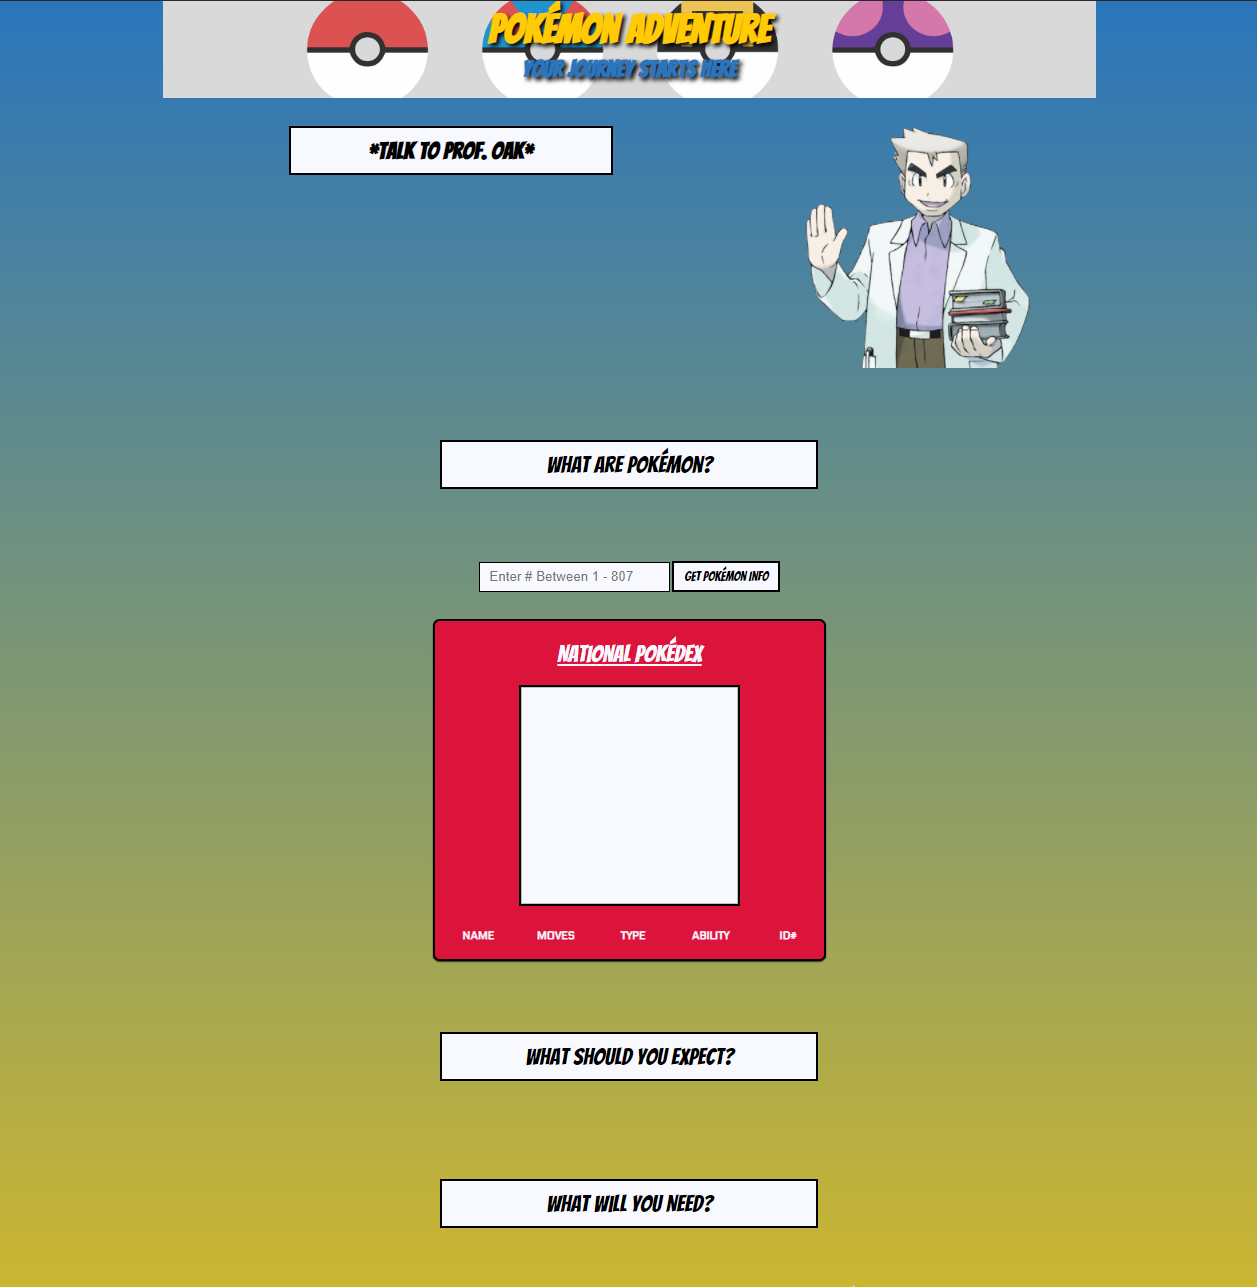 POKÉMON ADVENTURE
YOUR JOURNEY STARTS HERE
*TALK TO PROF. OAK*
WHAT ARE POKÉMON?
Enter # Between 1 - 807
GET POKÉMON INFO
NATIONAL POKÉDEX
NAME MOVES TYPE ABILITY ID#
WHAT SHOULD YOU EXPECT?
WHAT WILL YOU NEED?